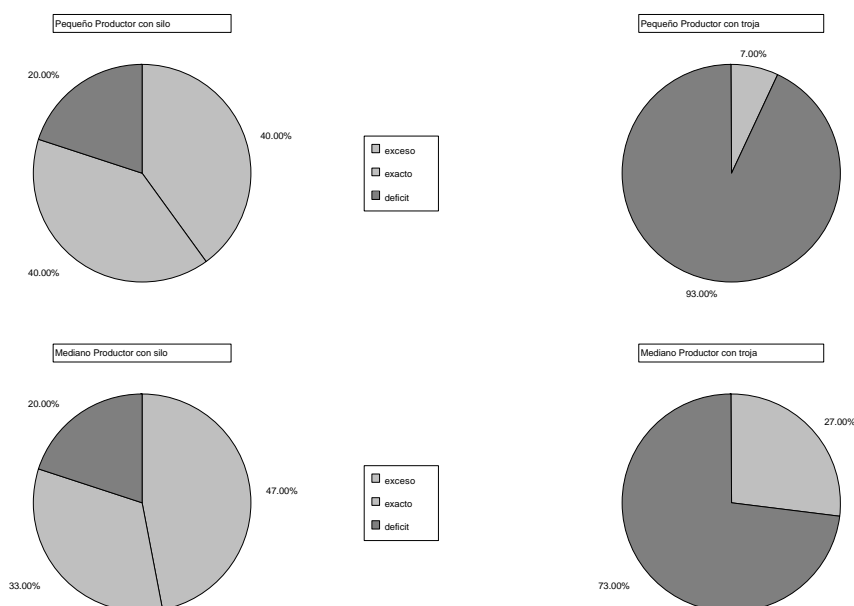 Pequeño Productor con silo
20.00%
40.00%
40.00%
exceso
exacto
deficit
Pequeño Productor con troja
7.00%
93.00%
Mediano Productor con silo
20.00%
47.00%
33.00%
exceso
exacto
deficit
Mediano Productor con troja
27.00%
73.00%